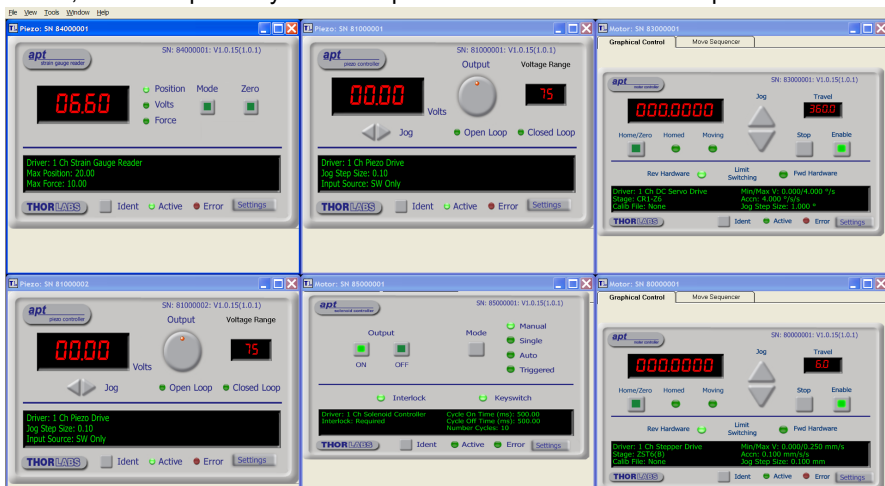 File View Tools Window Help
Piezo: SN 84000001
apt
strain gauge reader
SN: 84000001: V1.0.15(1.0.1)
06.60
Position
Volts
Force
Mode
Zero
Driver: 1 Ch Strain Gauge Reader
Max Position: 20.00
Max Force: 10.00
THORLABS
Ident
Active
Error
Settings
Piezo: SN 81000001
apt
piezo controller
SN: 81000001: V1.0.15(1.0.1)
Output
Voltage Range
00.00
Volts
75
Jog
Open Loop
Closed Loop
Driver: 1 Ch Piezo Drive
Jog Step Size: 0.10
Input Source: SW Only
THORLABS
Ident
Active
Error
Settings
Motor: SN 83000001
Graphical Control
Move Sequencer
apt
motor controller
SN: 83000001: V1.0.15(1.0.1)
Jog
Travel
000.0000
360.0
Home/Zero
Homed
Moving
Stop
Enable
Rev Hardware
Limit
Switching
Fwd Hardware
Driver: 1 Ch DC Servo Drive
Stage: CR1-Z6
Calib File: None
Min/Max V: 0.000/4.000 °/s
Accn: 4.000 °/s/s
Jog Step Size: 1.000 °
THORLABS
Ident
Active
Error
Settings
Piezo: SN 81000002
apt
piezo controller
SN: 81000002: V1.0.15(1.0.1)
Output
Voltage Range
00.00
Volts
75
Jog
Open Loop
Closed Loop
Driver: 1 Ch Piezo Drive
Jog Step Size: 0.10
Input Source: SW Only
THORLABS
Ident
Active
Error
Settings
Motor: SN 85000001
apt
solenoid controller
SN: 85000001: V1.0.15(1.0.1)
Output
ON
OFF
Mode
Manual
Single
Auto
Triggered
Interlock
Keyswitch
Driver: 1 Ch Solenoid Controller
Interlock: Required
Cycle On Time (ms): 500.00
Cycle Off Time (ms): 500.00
Number Cycles: 10
THORLABS
Ident
Active
Error
Settings
Motor: SN 80000001
Graphical Control
Move Sequencer
apt
motor controller
SN: 80000001: V1.0.15(1.0.1)
Jog
Travel
000.0000
6.0
Home/Zero
Homed
Moving
Stop
Enable
Rev Hardware
Limit
Switching
Fwd Hardware
Driver: 1 Ch Stepper Drive
Stage: ZST6(B)
Calib File: None
Min/Max V: 0.000/0.250 mm/s
Accn: 0.100 mm/s/s
Jog Step Size: 0.100 mm
THORLABS
Ident
Active
Error
Settings